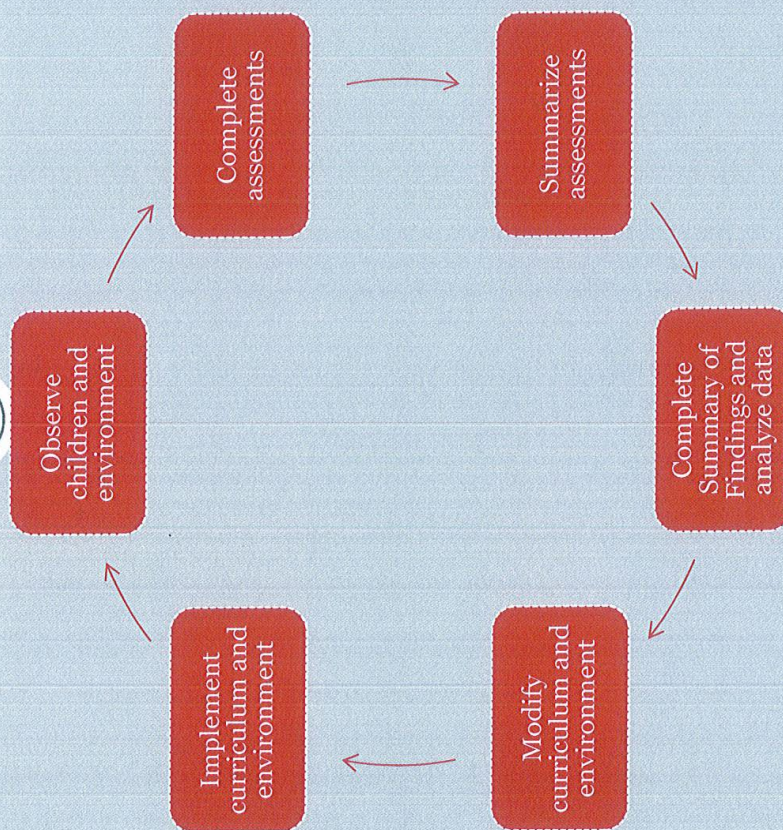 Observe
children and
environment
Complete
assessments
Summarize
assessments
Complete
Summary of
Findings and
analyze data
Modify
curriculum and
environment
Implement
curriculum and
environment